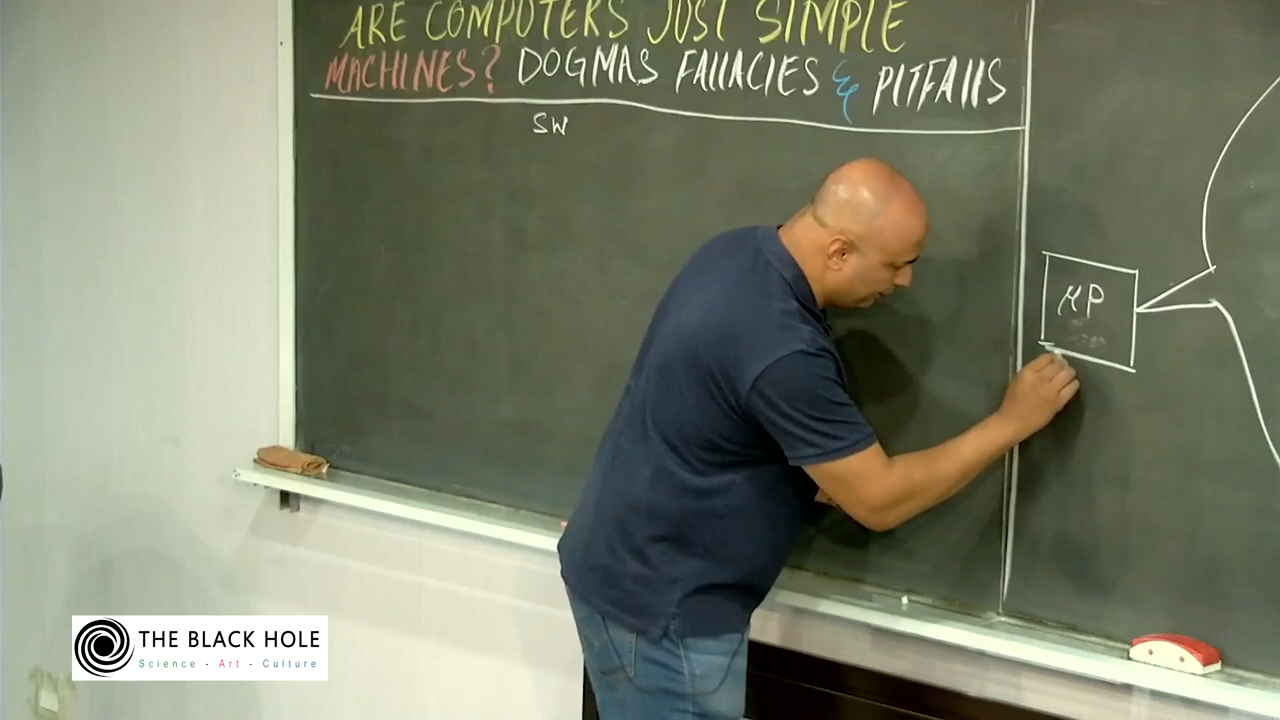 ARE COMPUTERS JUST SIMPLE
MACHINES? DOGMAS FALLACIES & PITFALLS
SW
μP
THE BLACK HOLE
Science - Art - Culture